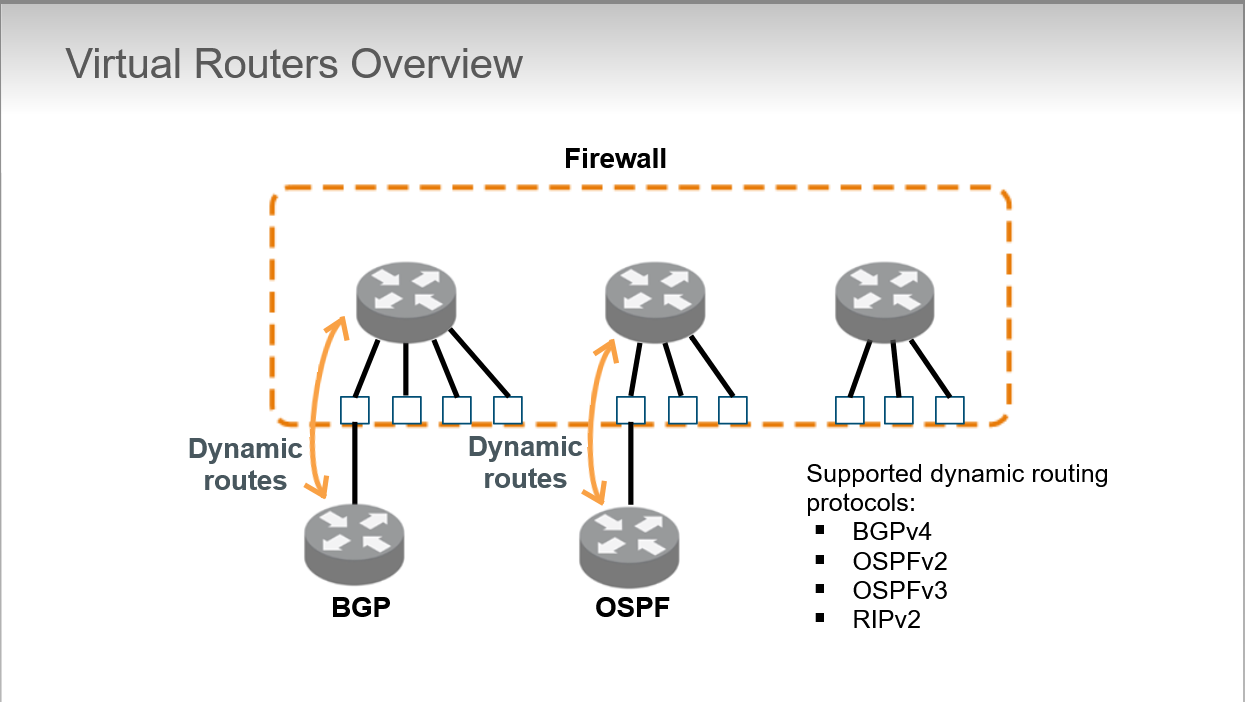 Virtual Routers Overview
Firewall
Dynamic
routes
Dynamic
routes
BGP
OSPF
Supported dynamic routing
protocols:
▪ BGPv4
▪ OSPFv2
▪ OSPFv3
▪ RIPv2